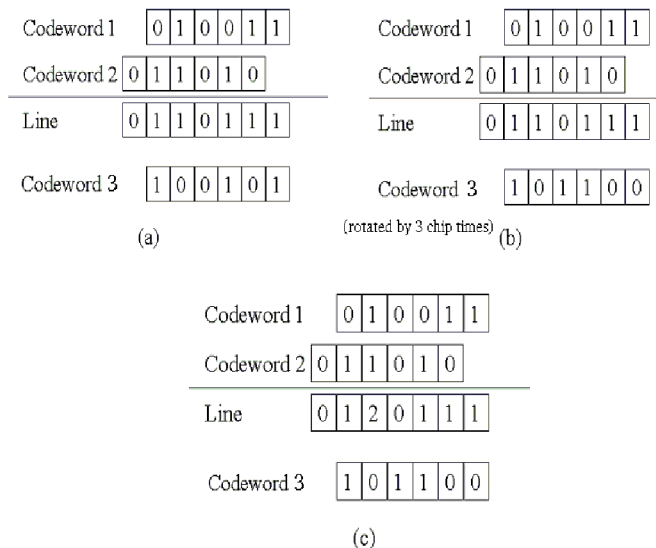 Codeword 1 0 1 0 0 1 1
Codeword 2 0 1 1 0 1 0
Line 0 1 1 0 1 1 1
Codeword 3 1 0 0 1 0 1
(a)
Codeword 1 0 1 0 0 1 1
Codeword 2 0 1 1 0 1 0
Line 0 1 1 0 1 1 1
Codeword 3 1 0 1 1 0 0
(rotated by 3 chip times)
(b)
Codeword 1 0 1 0 0 1 1
Codeword 2 0 1 1 0 1 0
Line 0 1 2 0 1 1 1
Codeword 3 1 0 1 1 0 0
(c)